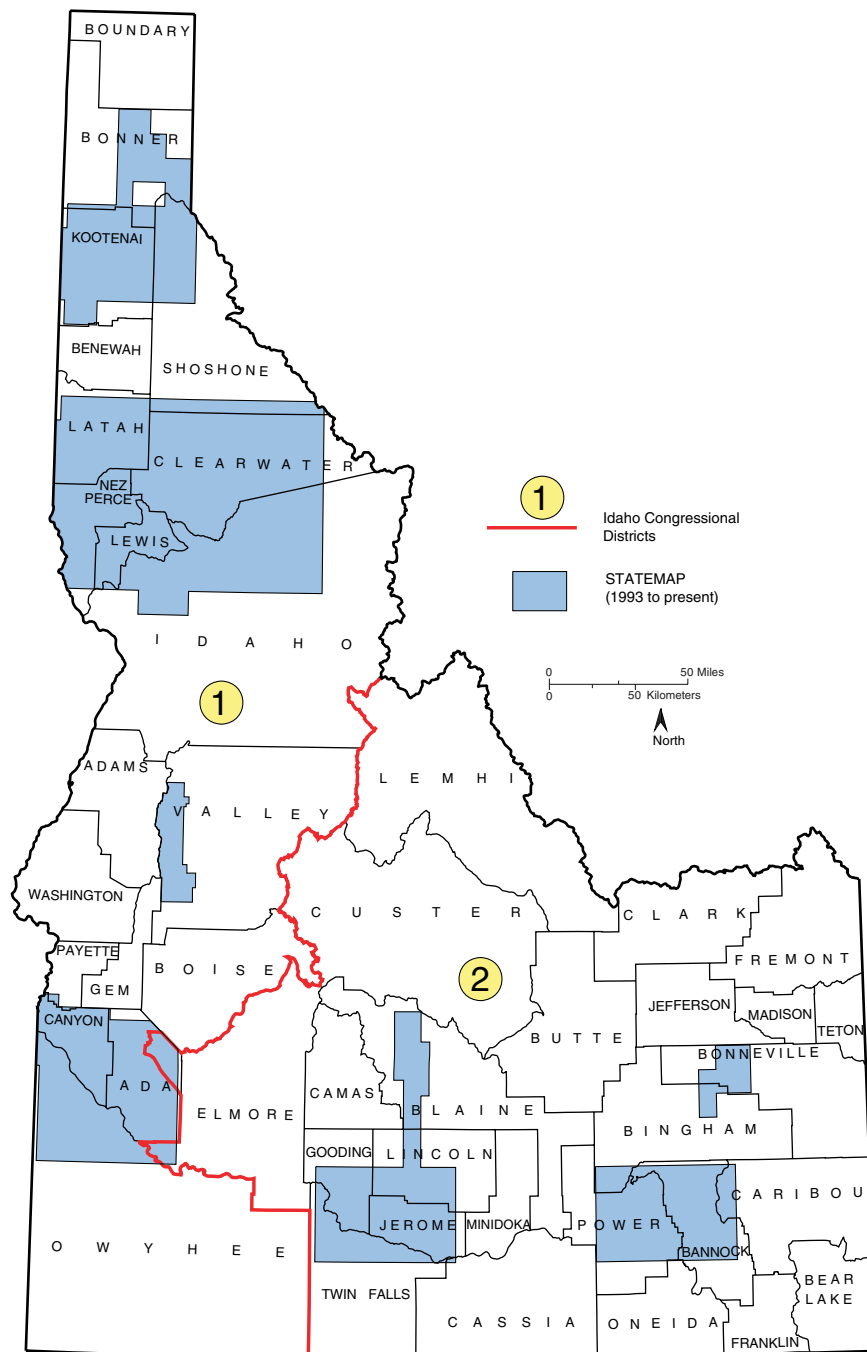 BOUNDARY
BONNER
KOOTENAI
BENEWAH
SHOSHONE
LATAH
CLEARWATER
NEZ
PERCE
LEWIS
1
Idaho Congressional
Districts
STATEMAP
(1993 to present)
IDAHO
0 50 Miles
0 50 Kilometers
North
1
ADAMS
LEMHI
VALLEY
WASHINGTON
CUSTER
CLARK
PAYETTE
FREMONT
BOISE
2
GEM
JEFFERSON
MADISON
CANYON
TETON
BUTTE
BONNEVILLE
ADA
CAMAS
ELMORE
BLAINE
BINGHAM
GOODING
LINCOLN
CARIBOU
JEROME
MINIDOKA
POWER
BANNOCK
OWYHEE
BEAR
LAKE
TWIN FALLS
CASSIA
ONEIDA
FRANKLIN